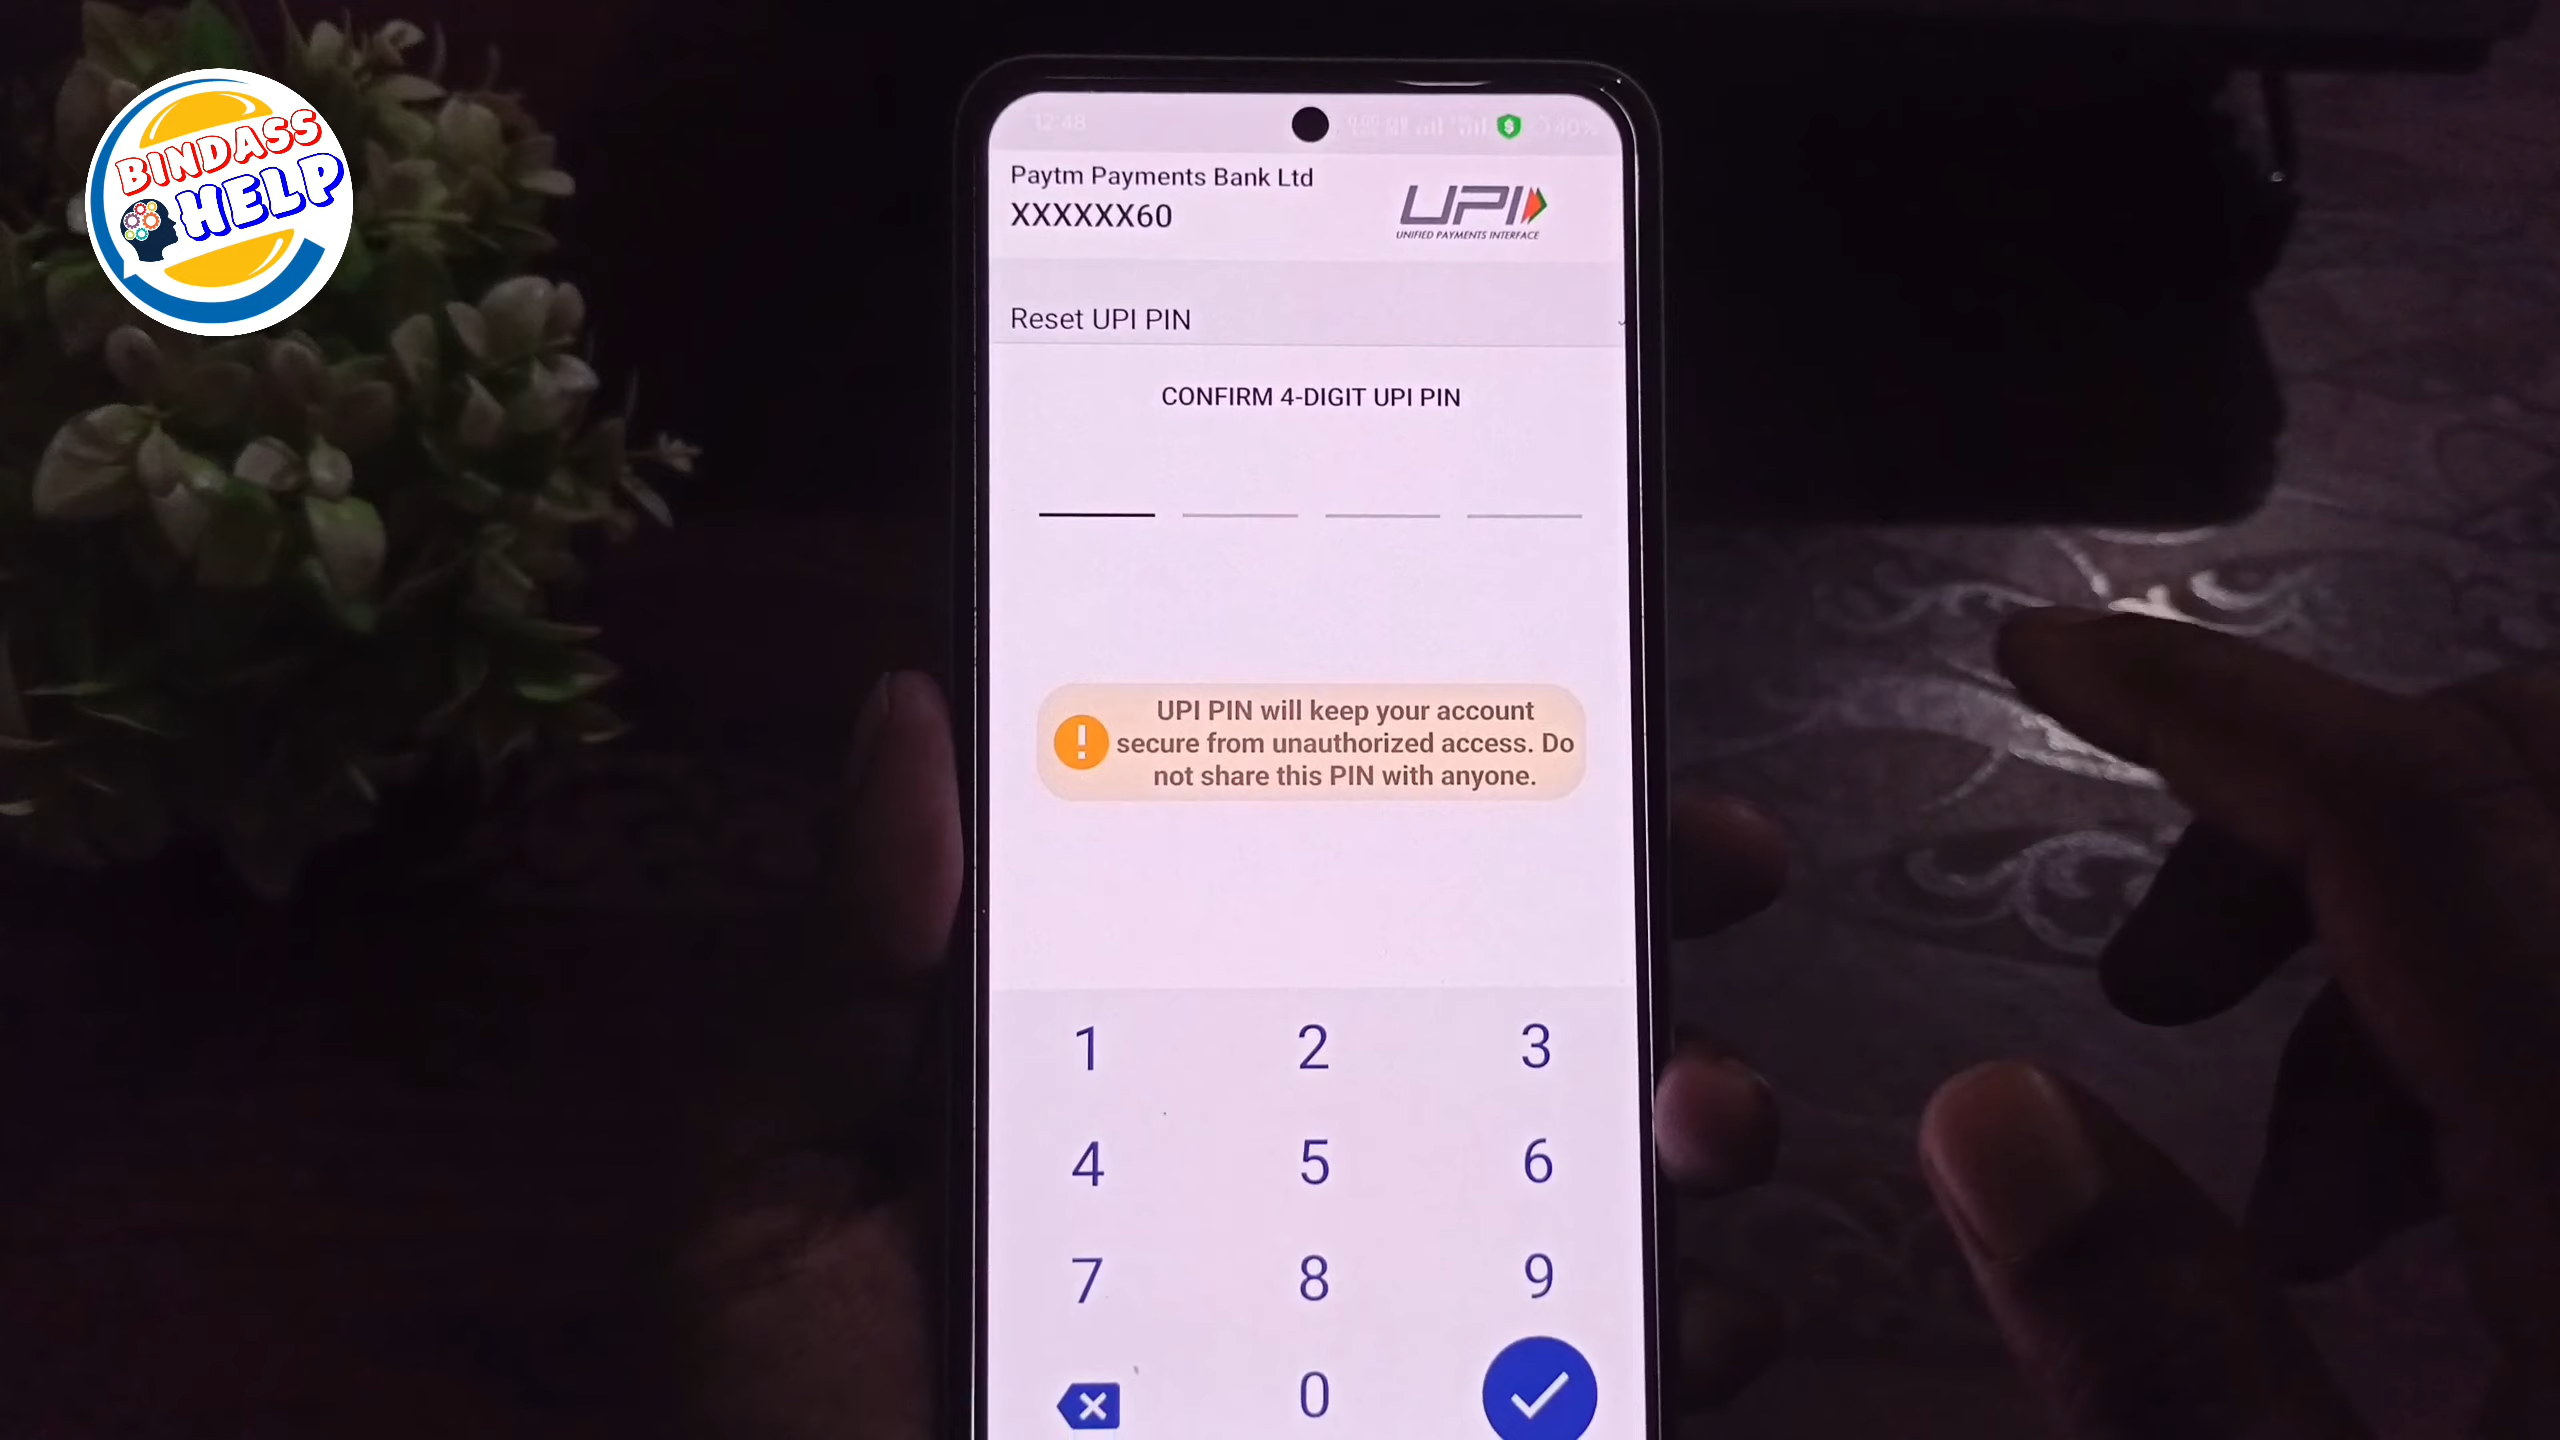 BINDASS
HELP
12:48
40%
Paytm Payments Bank Ltd
XXXXXX60
UPI
UNIFIED PAYMENTS INTERFACE
Reset UPI PIN
CONFIRM 4-DIGIT UPI PIN
UPI PIN will keep your account
secure from unauthorized access. Do
not share this PIN with anyone.
1 2 3
4 5 6
7 8 9
0